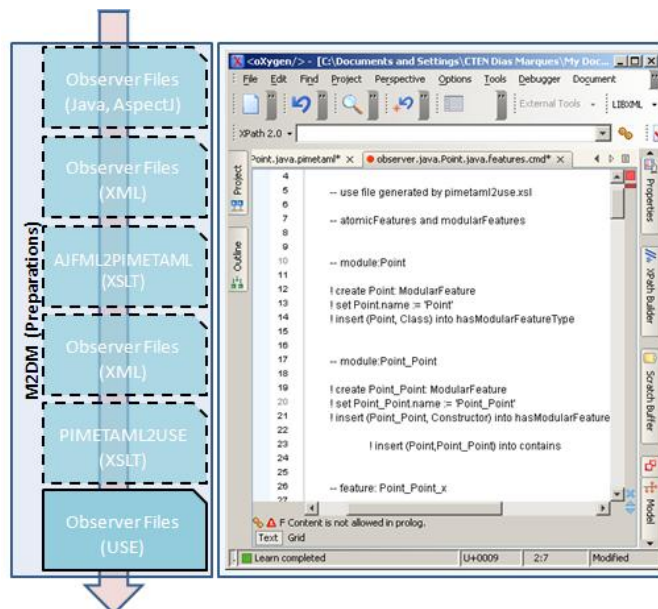 M2DM (Preparations)
Observer Files
(Java, AspectJ)
Observer Files
(XML)
AJFML2PIMETAML
(XSLT)
Observer Files
(XML)
PIMETAML2USE
(XSLT)
Observer Files
(USE)
<oXygen/> - [C:\Documents and Settings\CTEN Dias Marques\My Doc...
File Edit Find Project Perspective Options Tools Debugger Document
External Tools LIBXML
XPath 2.0
Point.java.pimetaml* observer.java.Point.java.features.cmd*
Project
Outline
4
5 -- use file generated by pimetaml2use.xsl
6
7 -- atomicFeatures and modularFeatures
8
9
10 -- module:Point
11
12 ! create Point: ModularFeature
13 ! set Point.name := 'Point'
14 ! insert (Point, Class) into hasModularFeatureType
15
16
17 -- module:Point_Point
18
19 ! create Point_Point: ModularFeature
20 ! set Point_Point.name := 'Point_Point'
21 ! insert (Point_Point, Constructor) into hasModularFeature
22
23 ! insert (Point,Point_Point) into contains
24
25
26 -- feature: Point_Point_x
27
Properties
XPath Builder
Scratch Buffer
Model
F Content is not allowed in prolog.
Text Grid
Learn completed U+0009 2:7 Modified